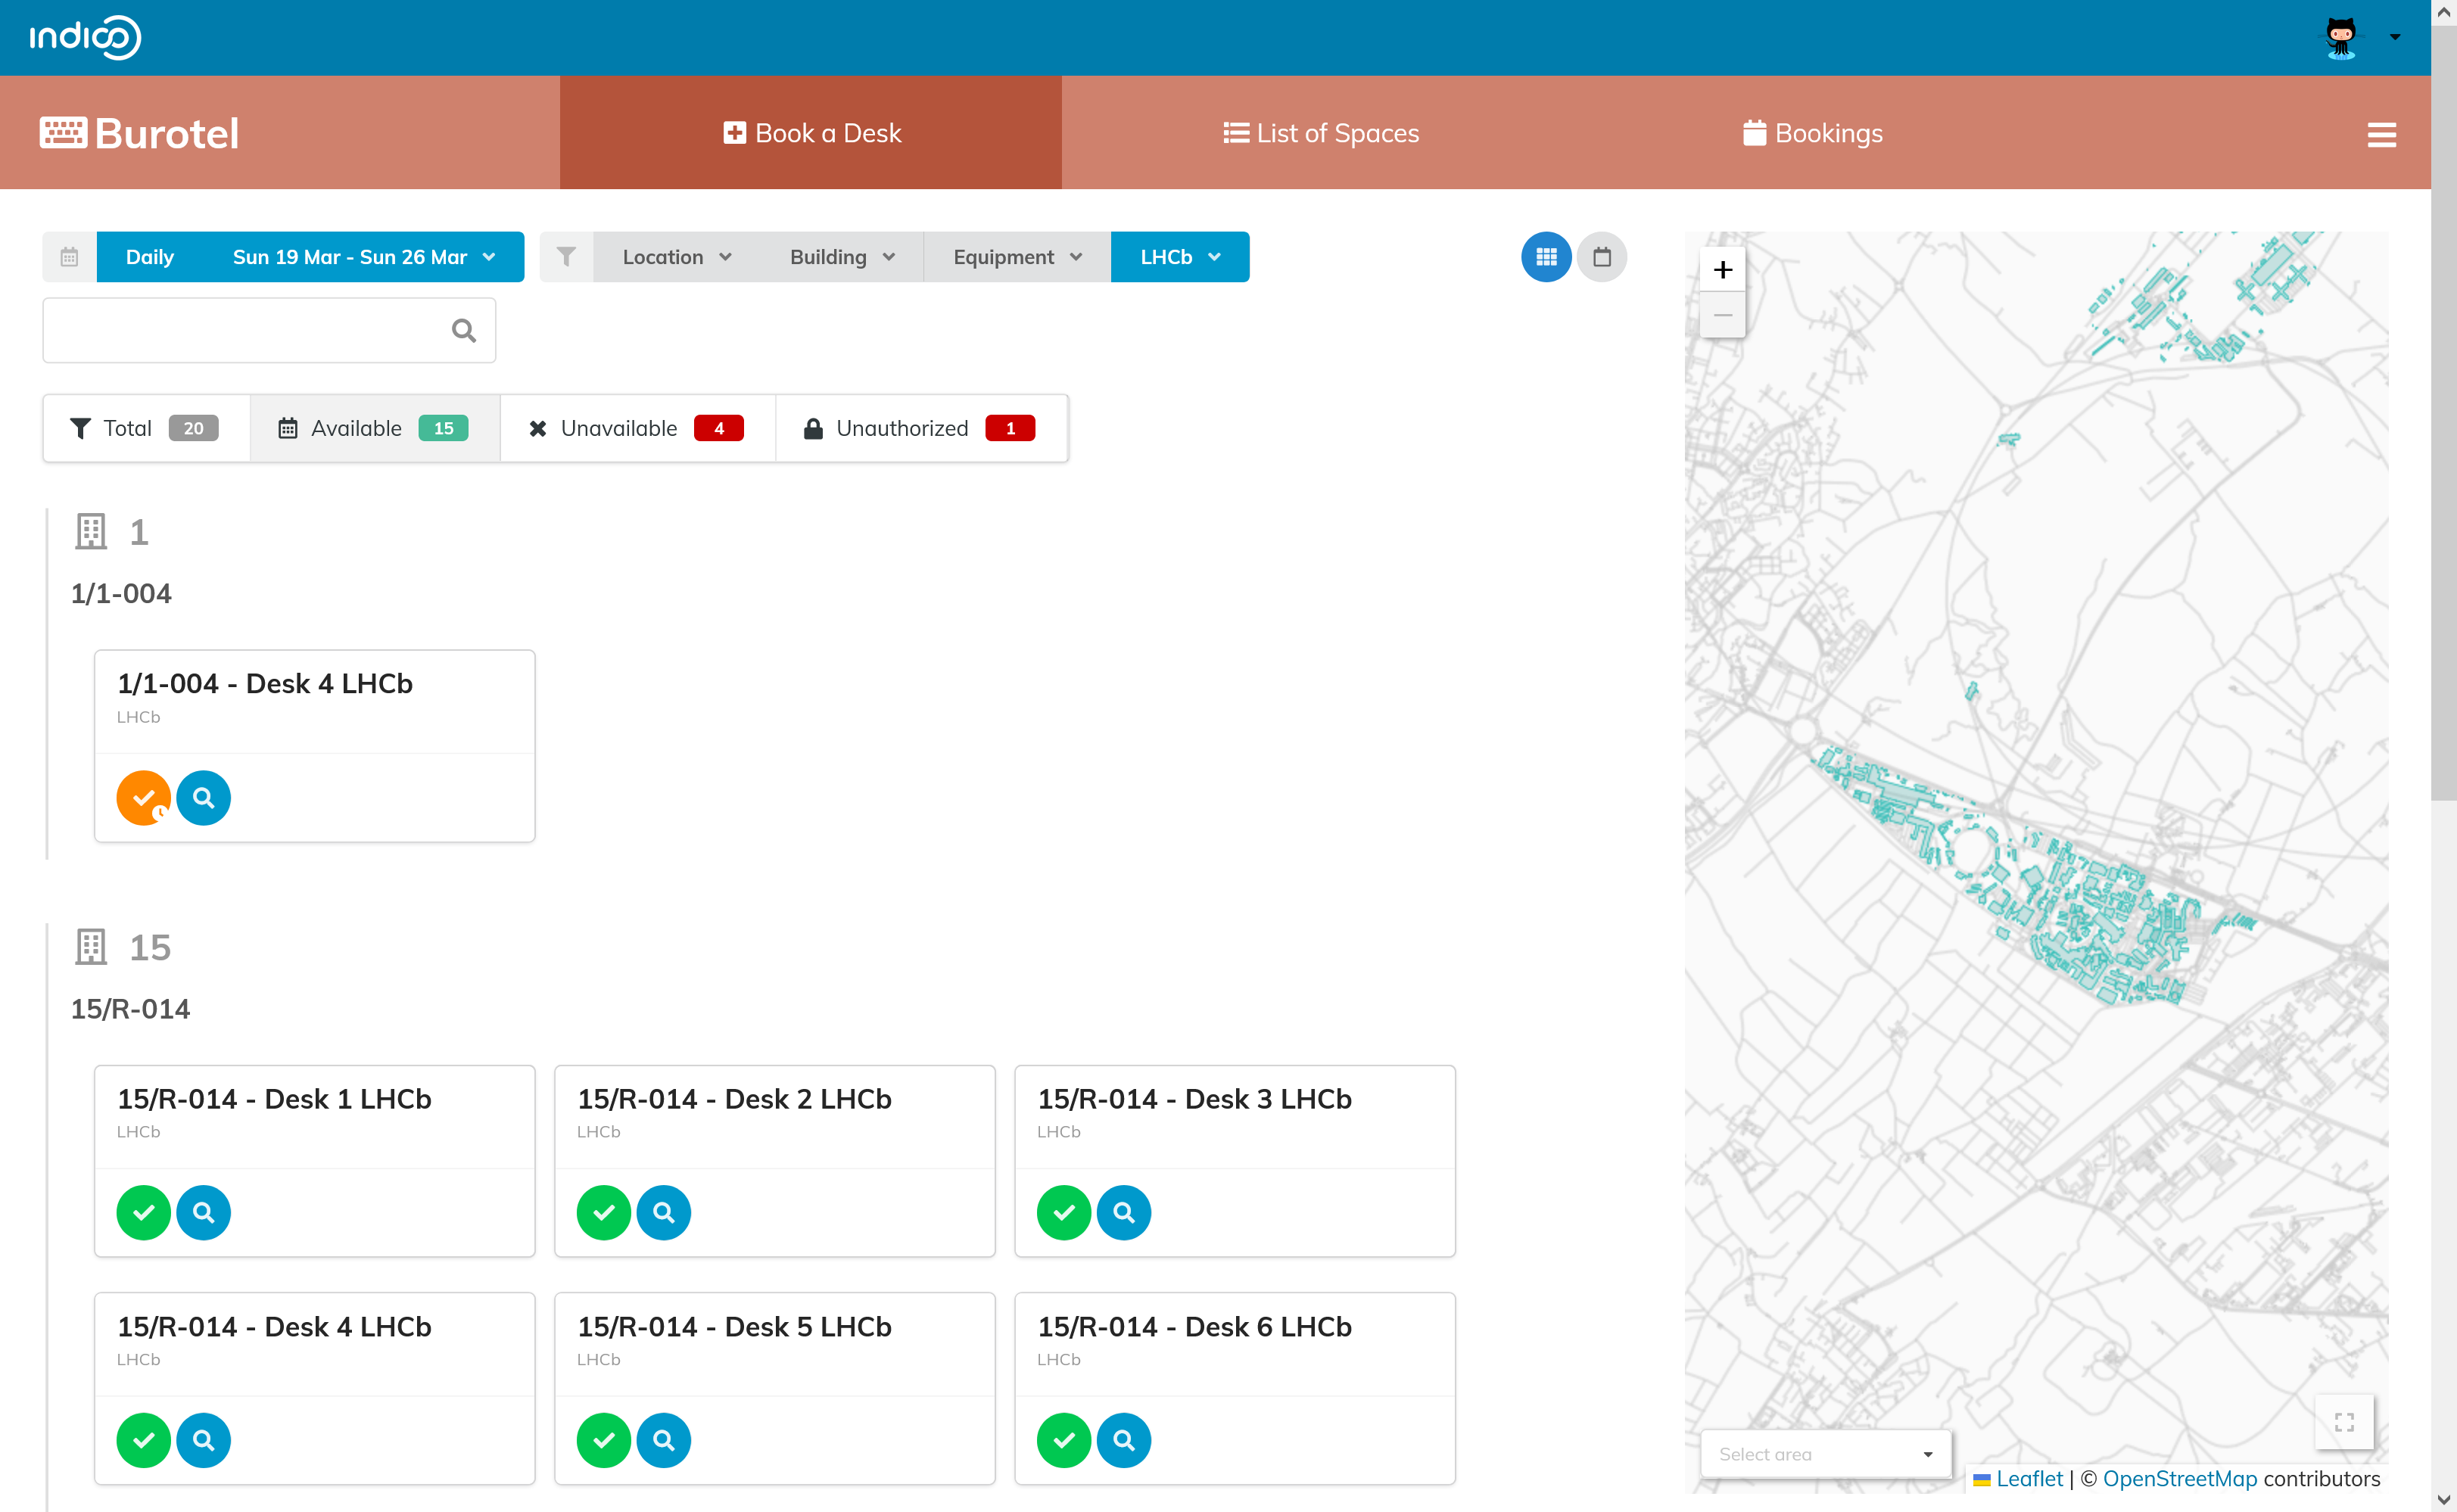 indico
Burotel
Book a Desk
List of Spaces
Bookings
Daily
Sun 19 Mar - Sun 26 Mar
Location
Building
Equipment
LHCb
Total 20
Available 15
Unavailable 4
Unauthorized 1
1
1/1-004
1/1-004 - Desk 4 LHCb
LHCb
15
15/R-014
15/R-014 - Desk 1 LHCb
LHCb
15/R-014 - Desk 2 LHCb
LHCb
15/R-014 - Desk 3 LHCb
LHCb
15/R-014 - Desk 4 LHCb
LHCb
15/R-014 - Desk 5 LHCb
LHCb
15/R-014 - Desk 6 LHCb
LHCb
+
−
Select area
Leaflet | © OpenStreetMap contributors